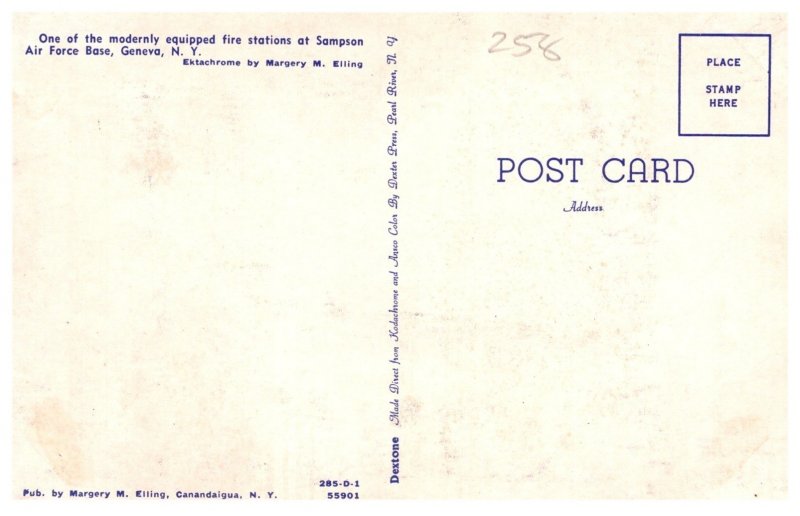 One of the modernly equipped fire stations at Sampson
Air Force Base, Geneva, N. Y.
Ektachrome by Margery M. Elling
285-D-1
Pub. by Margery M. Elling, Canandaigua, N. Y. 55901
Dextone Made Direct from Kodachrome and Ansco Color By Dexter Press, Pearl River, N. Y
258
PLACE
STAMP
HERE
POST CARD
Address